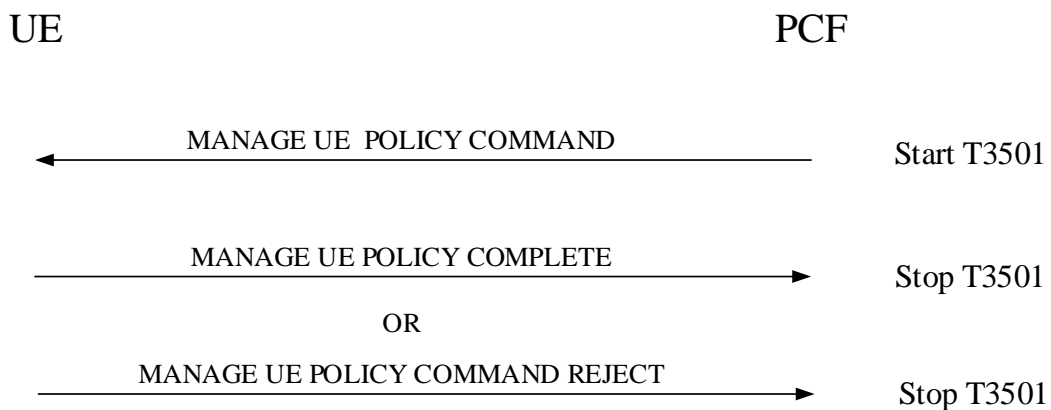 UE PCF
MANAGE UE POLICY COMMAND Start T3501
MANAGE UE POLICY COMPLETE Stop T3501
OR
MANAGE UE POLICY COMMAND REJECT Stop T3501